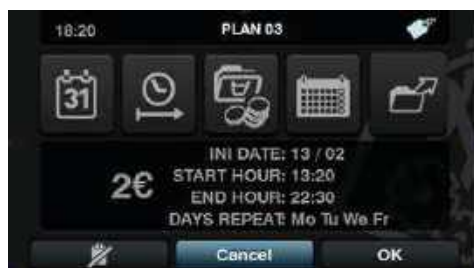 18:20 PLAN 03
31
INI DATE: 13 / 02
2€ START HOUR: 13:20
END HOUR: 22:30
DAYS REPEAT: Mo Tu We Fr
Cancel OK